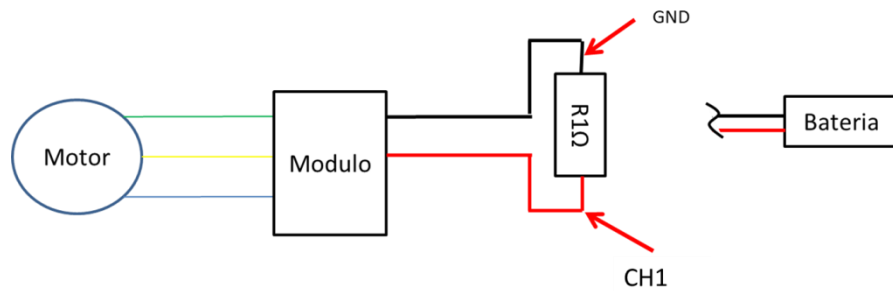 GND
Motor
Modulo
R1Ω
Bateria
CH1